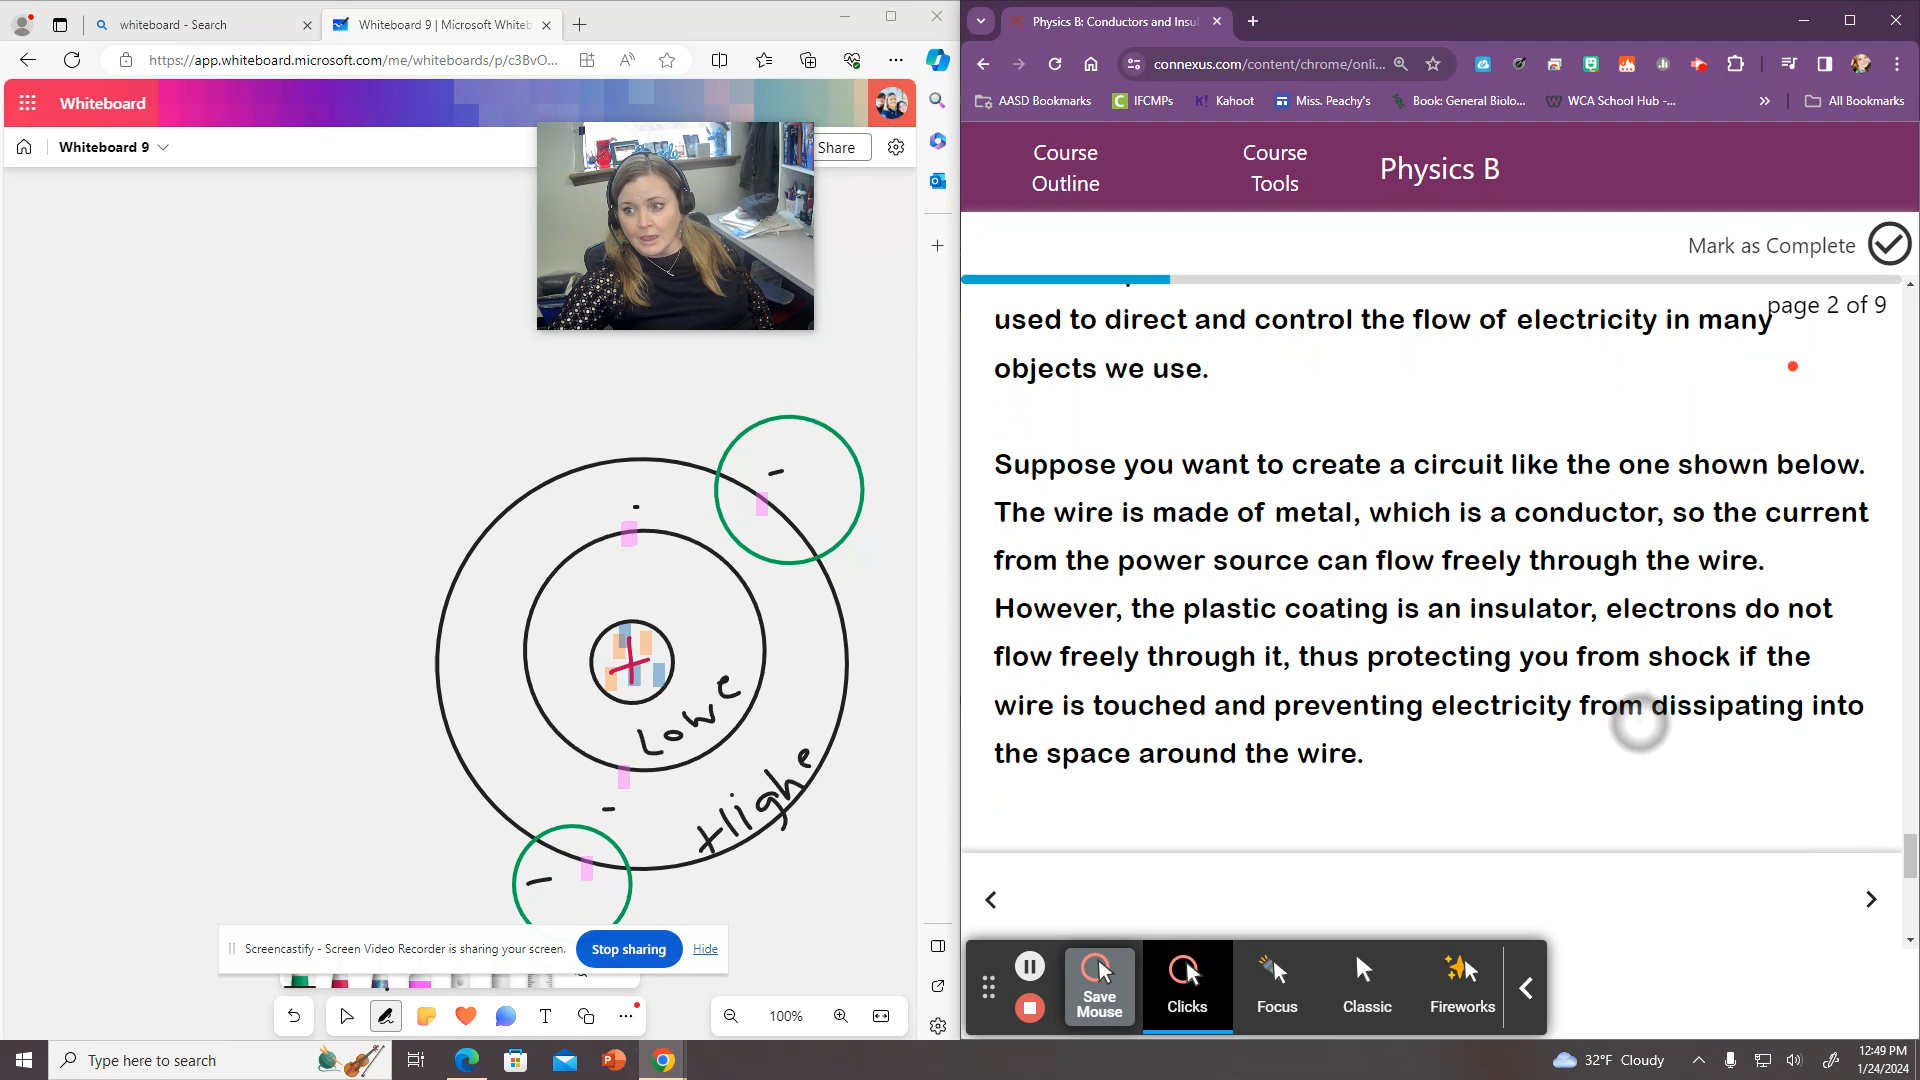 whiteboard - Search
Whiteboard 9 | Microsoft Whiteb
https://app.whiteboard.microsoft.com/me/whiteboards/p/c3BvO...
Whiteboard
Whiteboard 9
Share
-
-
-
-
+
Low e
High e
Screencastify - Screen Video Recorder is sharing your screen.
Stop sharing
Hide
100%
Physics B: Conductors and Insul
connexus.com/content/chrome/onli...
AASD Bookmarks
IFCMPs
Kahoot
Miss. Peachy's
Book: General Biolo...
WCA School Hub -...
All Bookmarks
Course Outline
Course Tools
Physics B
Mark as Complete
page 2 of 9
used to direct and control the flow of electricity in many
objects we use.
Suppose you want to create a circuit like the one shown below.
The wire is made of metal, which is a conductor, so the current
from the power source can flow freely through the wire.
However, the plastic coating is an insulator, electrons do not
flow freely through it, thus protecting you from shock if the
wire is touched and preventing electricity from dissipating into
the space around the wire.
Save Mouse
Clicks
Focus
Classic
Fireworks
Type here to search
32°F Cloudy
12:49 PM
1/24/2024